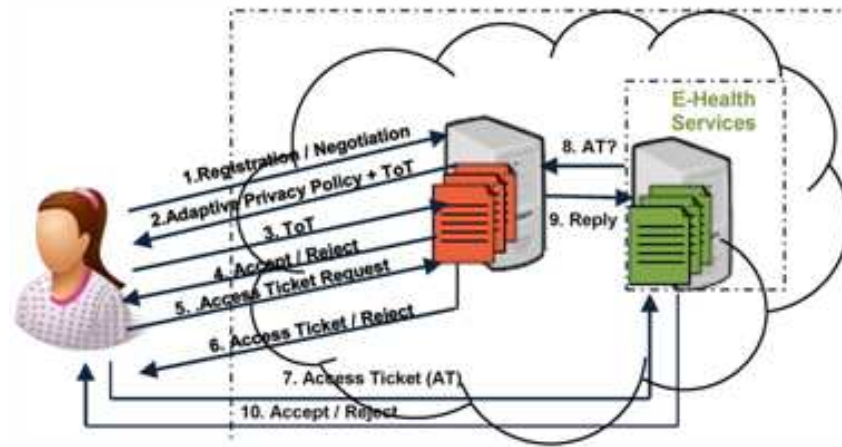 E-Health
Services
1.Registration / Negotiation
8. AT?
2.Adaptive Privacy Policy + ToT
3. ToT
9. Reply
4. Accept / Reject
5. .Access Ticket Request
6. Access Ticket / Reject
7. Access Ticket (AT)
10. Accept / Reject